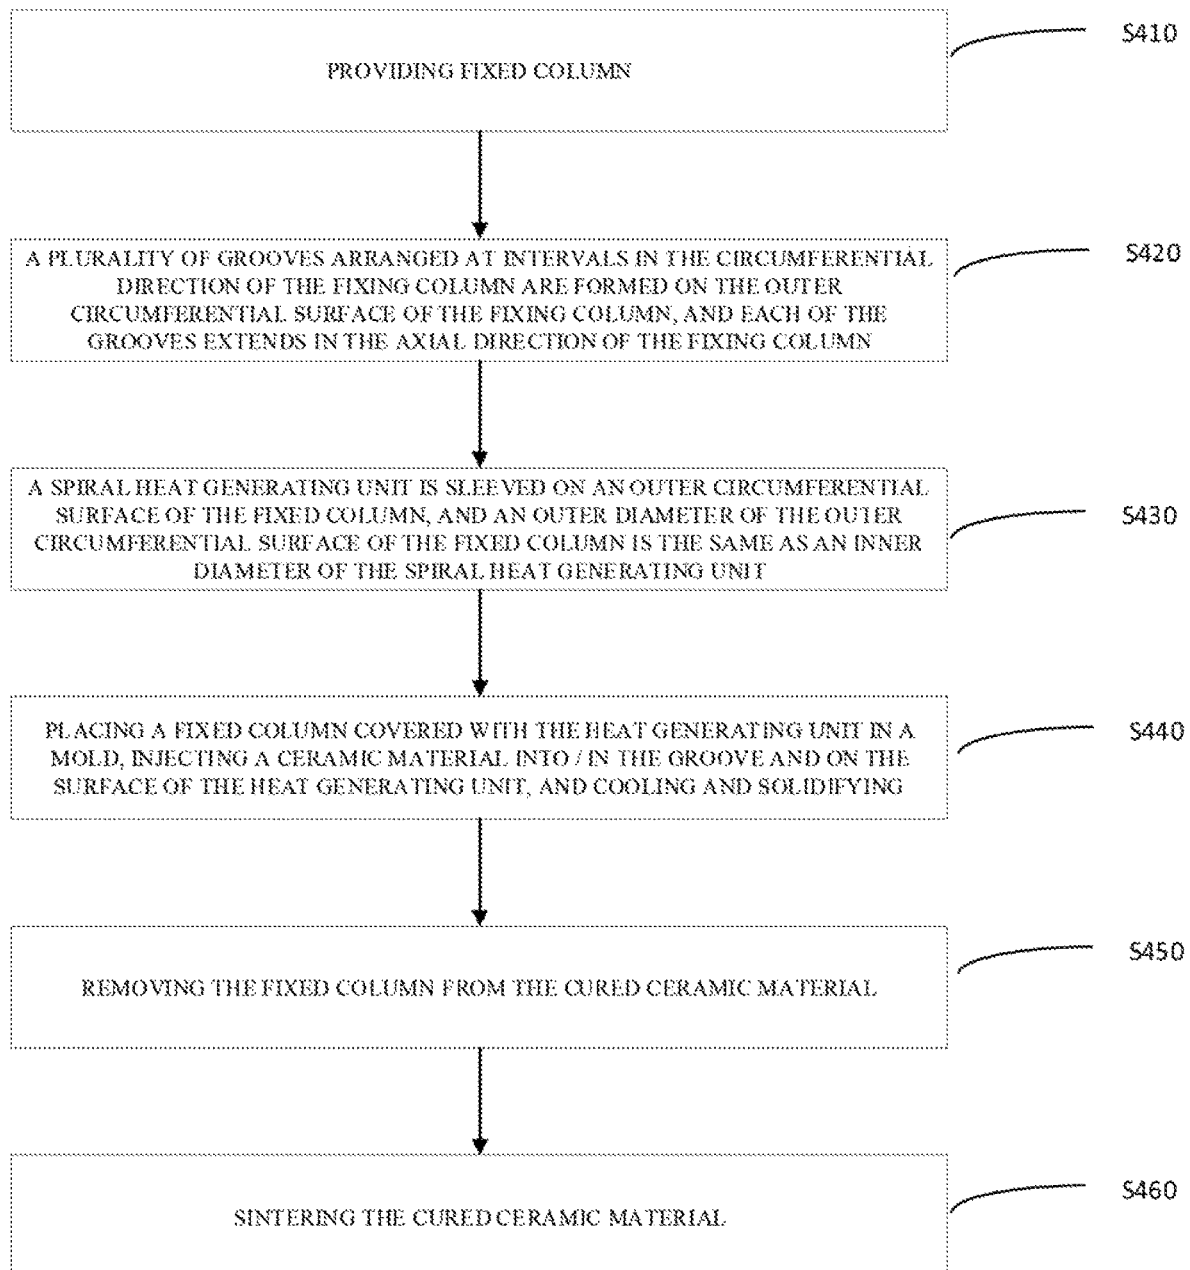 S410
PROVIDING FIXED COLUMN
S420
A PLURALITY OF GROOVES ARRANGED AT INTERVALS IN THE CIRCUMFERENTIAL
DIRECTION OF THE FIXING COLUMN ARE FORMED ON THE OUTER
CIRCUMFERENTIAL SURFACE OF THE FIXING COLUMN, AND EACH OF THE
GROOVES EXTENDS IN THE AXIAL DIRECTION OF THE FIXING COLUMN
S430
A SPIRAL HEAT GENERATING UNIT IS SLEEVED ON AN OUTER CIRCUMFERENTIAL
SURFACE OF THE FIXED COLUMN, AND AN OUTER DIAMETER OF THE OUTER
CIRCUMFERENTIAL SURFACE OF THE FIXED COLUMN IS THE SAME AS AN INNER
DIAMETER OF THE SPIRAL HEAT GENERATING UNIT
S440
PLACING A FIXED COLUMN COVERED WITH THE HEAT GENERATING UNIT IN A
MOLD, INJECTING A CERAMIC MATERIAL INTO / IN THE GROOVE AND ON THE
SURFACE OF THE HEAT GENERATING UNIT, AND COOLING AND SOLIDIFYING
S450
REMOVING THE FIXED COLUMN FROM THE CURED CERAMIC MATERIAL
S460
SINTERING THE CURED CERAMIC MATERIAL